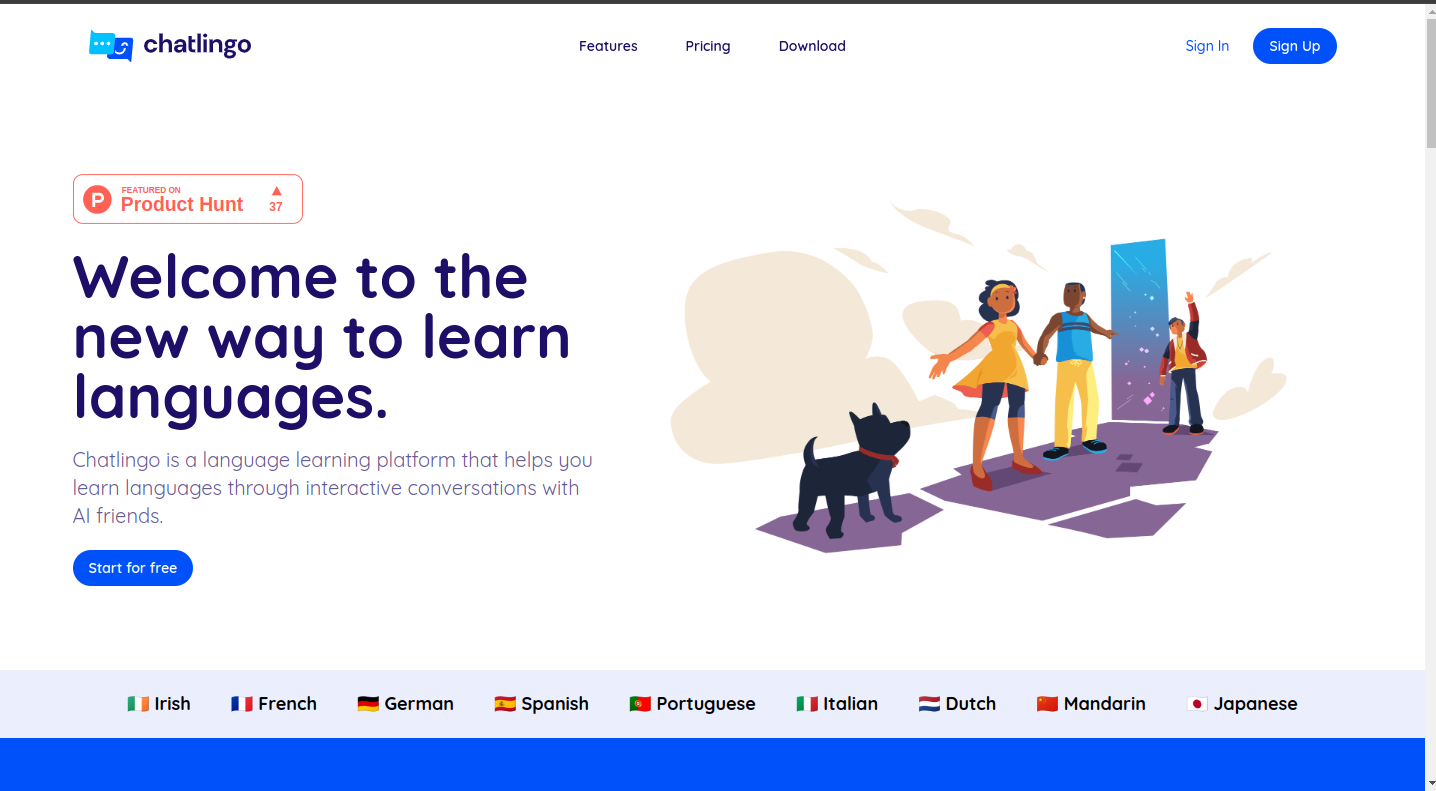 chatlingo
Features
Pricing
Download
Sign In
Sign Up
P
FEATURED ON
Product Hunt
37
Welcome to the
new way to learn
languages.
Chatlingo is a language learning platform that helps you
learn languages through interactive conversations with
AI friends.
Start for free
Irish
French
German
Spanish
Portuguese
Italian
Dutch
Mandarin
Japanese